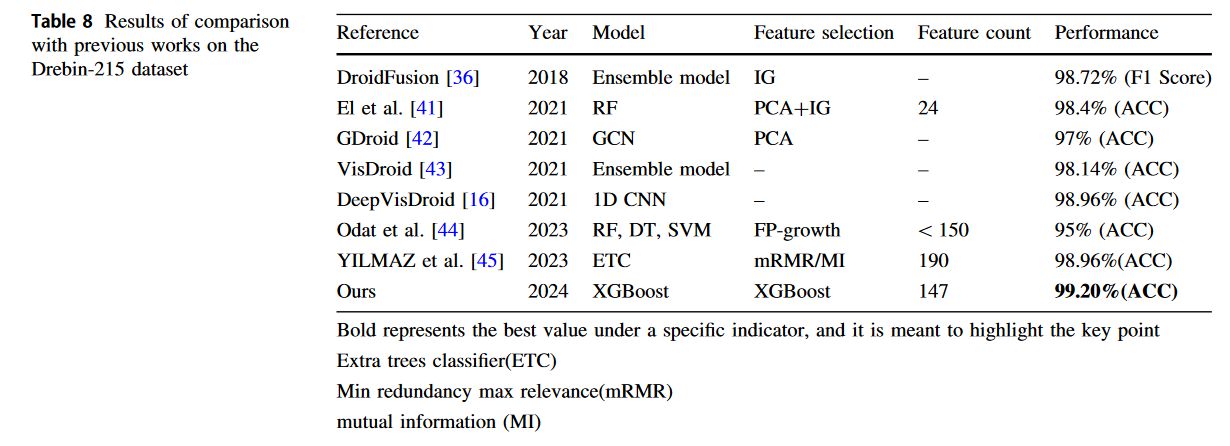 Table 8 Results of comparison
with previous works on the
Drebin-215 dataset
Reference Year Model Feature selection Feature count Performance
DroidFusion [36] 2018 Ensemble model IG – 98.72% (F1 Score)
El et al. [41] 2021 RF PCA+IG 24 98.4% (ACC)
GDroid [42] 2021 GCN PCA – 97% (ACC)
VisDroid [43] 2021 Ensemble model – – 98.14% (ACC)
DeepVisDroid [16] 2021 1D CNN – – 98.96% (ACC)
Odat et al. [44] 2023 RF, DT, SVM FP-growth < 150 95% (ACC)
YILMAZ et al. [45] 2023 ETC mRMR/MI 190 98.96%(ACC)
Ours 2024 XGBoost XGBoost 147 99.20%(ACC)
Bold represents the best value under a specific indicator, and it is meant to highlight the key point
Extra trees classifier(ETC)
Min redundancy max relevance(mRMR)
mutual information (MI)